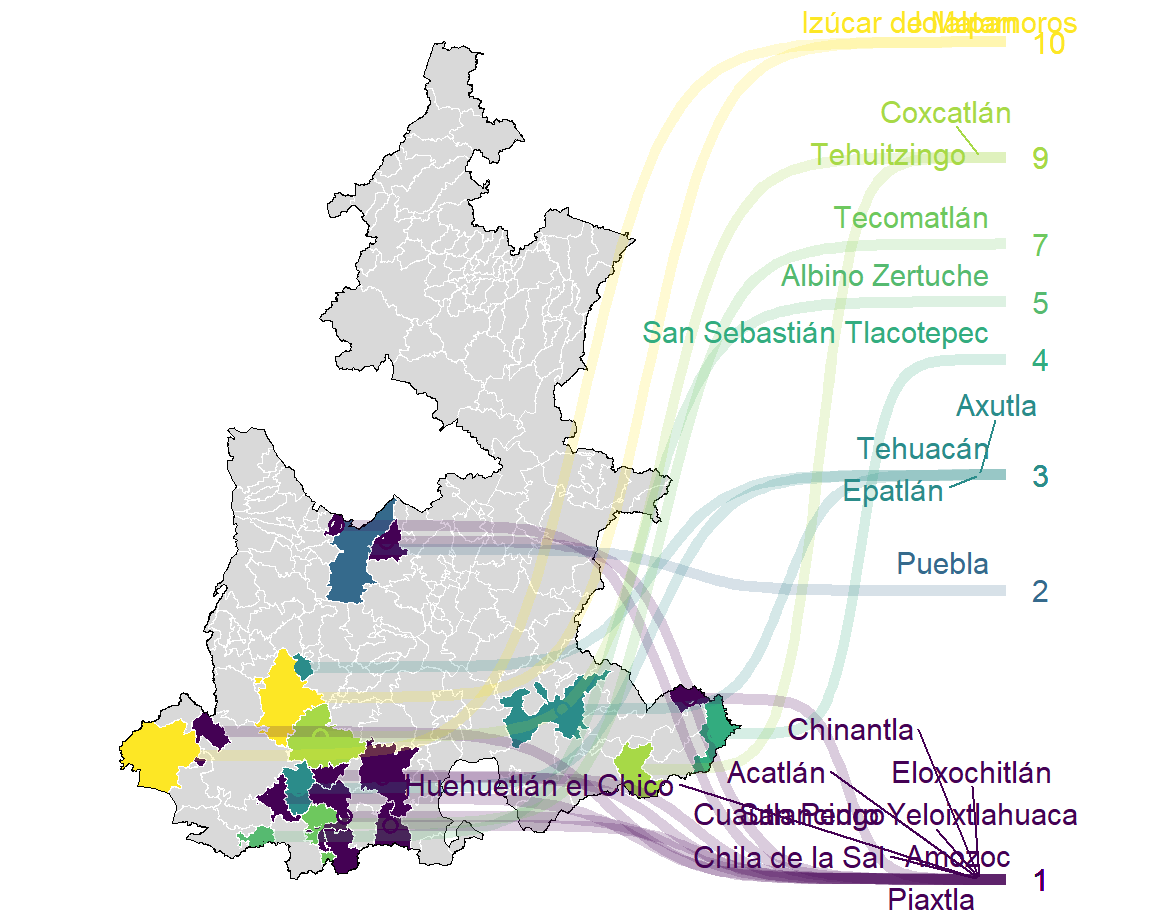 Izúcar de Matamoros
Jolalpan
10
Coxcatlán
Tehuitzingo
9
Tecomatlán
7
Albino Zertuche
5
San Sebastián Tlacotepec
4
Axutla
Tehuacán
3
Epatlán
Puebla
2
Chinantla
Acatlán
Eloxochitlán
Huehuetlán el Chico
Cuautlancingo
San Pedro Yeloixtlahuaca
Chila de la Sal
Amozoc
1
Piaxtla